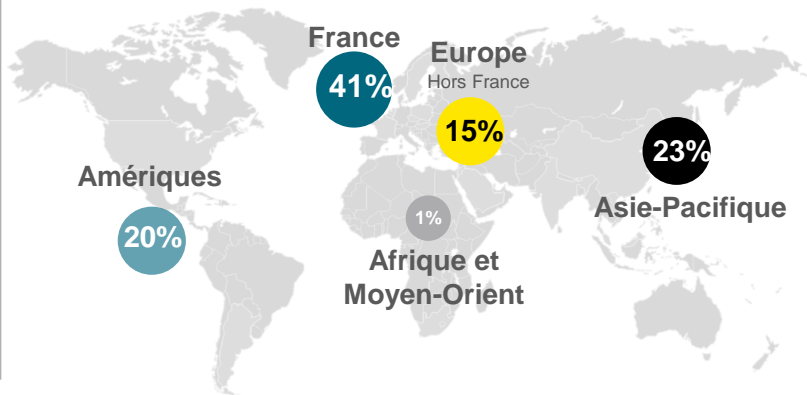 France
41%
Europe
Hors France
15%
23%
Asie-Pacifique
Amériques
20%
1%
Afrique et
Moyen-Orient